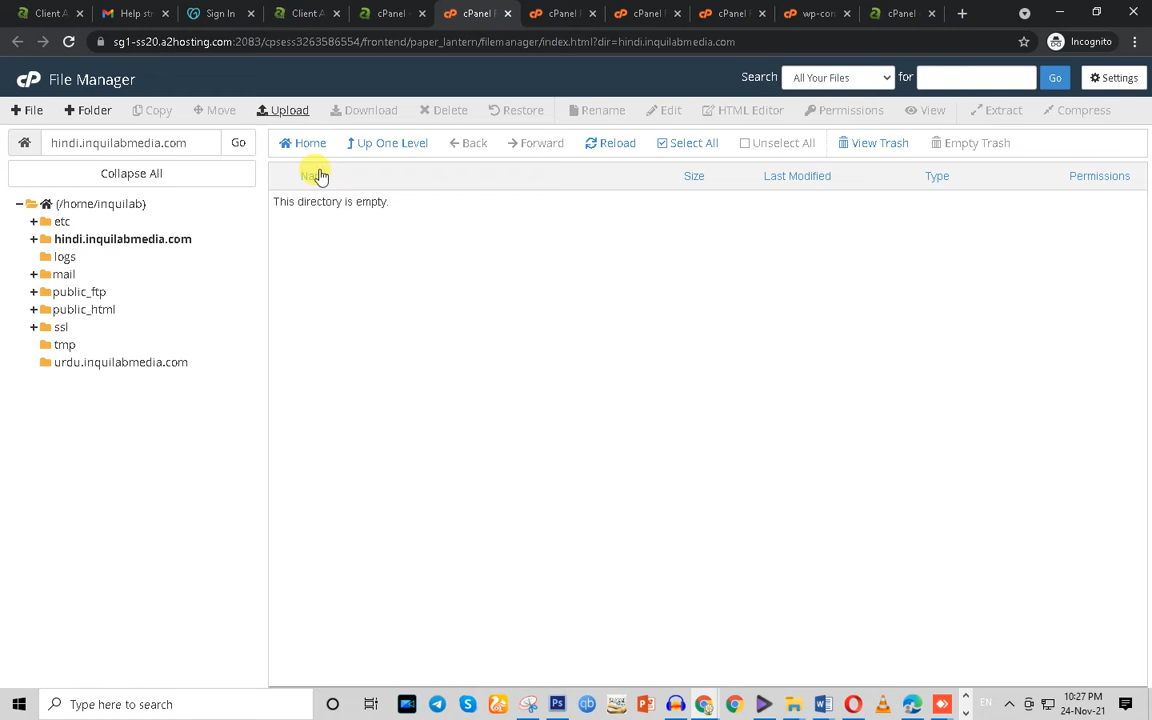 Client A
Help str
Sign In
Client A
cPanel
cPanel F
cPanel F
cPanel F
cPanel F
wp-con
cPanel
sg1-ss20.a2hosting.com:2083/cpsess3263586554/frontend/paper_lantern/filemanager/index.html?dir=hindi.inquilabmedia.com
Incognito
cP File Manager
Search All Your Files for Go Settings
File Folder Copy Move Upload Download Delete Restore Rename Edit HTML Editor Permissions View Extract Compress
hindi.inquilabmedia.com Go
Home Up One Level Back Forward Reload Select All Unselect All View Trash Empty Trash
Collapse All
Size Last Modified Type Permissions
This directory is empty.
(/home/inquilab)
etc
hindi.inquilabmedia.com
logs
mail
public_ftp
public_html
ssl
tmp
urdu.inquilabmedia.com
Type here to search
EN
10:27 PM
24-Nov-21